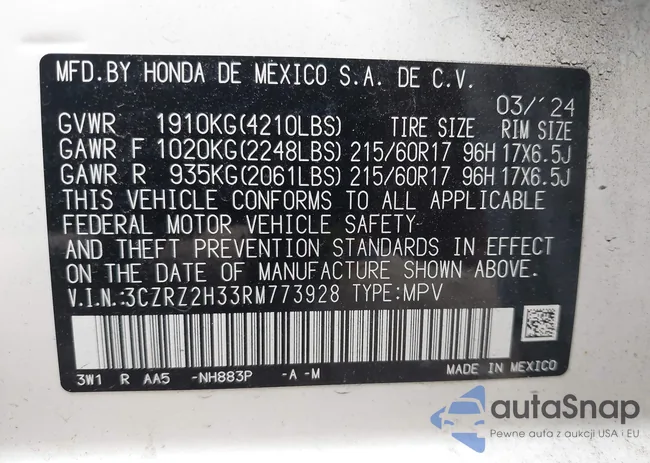 MFD.BY HONDA DE MEXICO S.A. DE C.V.
03/'24
GVWR 1910KG(4210LBS) TIRE SIZE RIM SIZE
GAWR F 1020KG(2248LBS) 215/60R17 96H 17X6.5J
GAWR R 935KG(2061LBS) 215/60R17 96H 17X6.5J
THIS VEHICLE CONFORMS TO ALL APPLICABLE
FEDERAL MOTOR VEHICLE SAFETY
AND THEFT PREVENTION STANDARDS IN EFFECT
ON THE DATE OF MANUFACTURE SHOWN ABOVE.
V.I.N.:3CZRZ2H33RM773928 TYPE:MPV
3W1 R AA5 -NH883P -A -M MADE IN MEXICO
autaSnap
Pewne auta z aukcji USA i EU